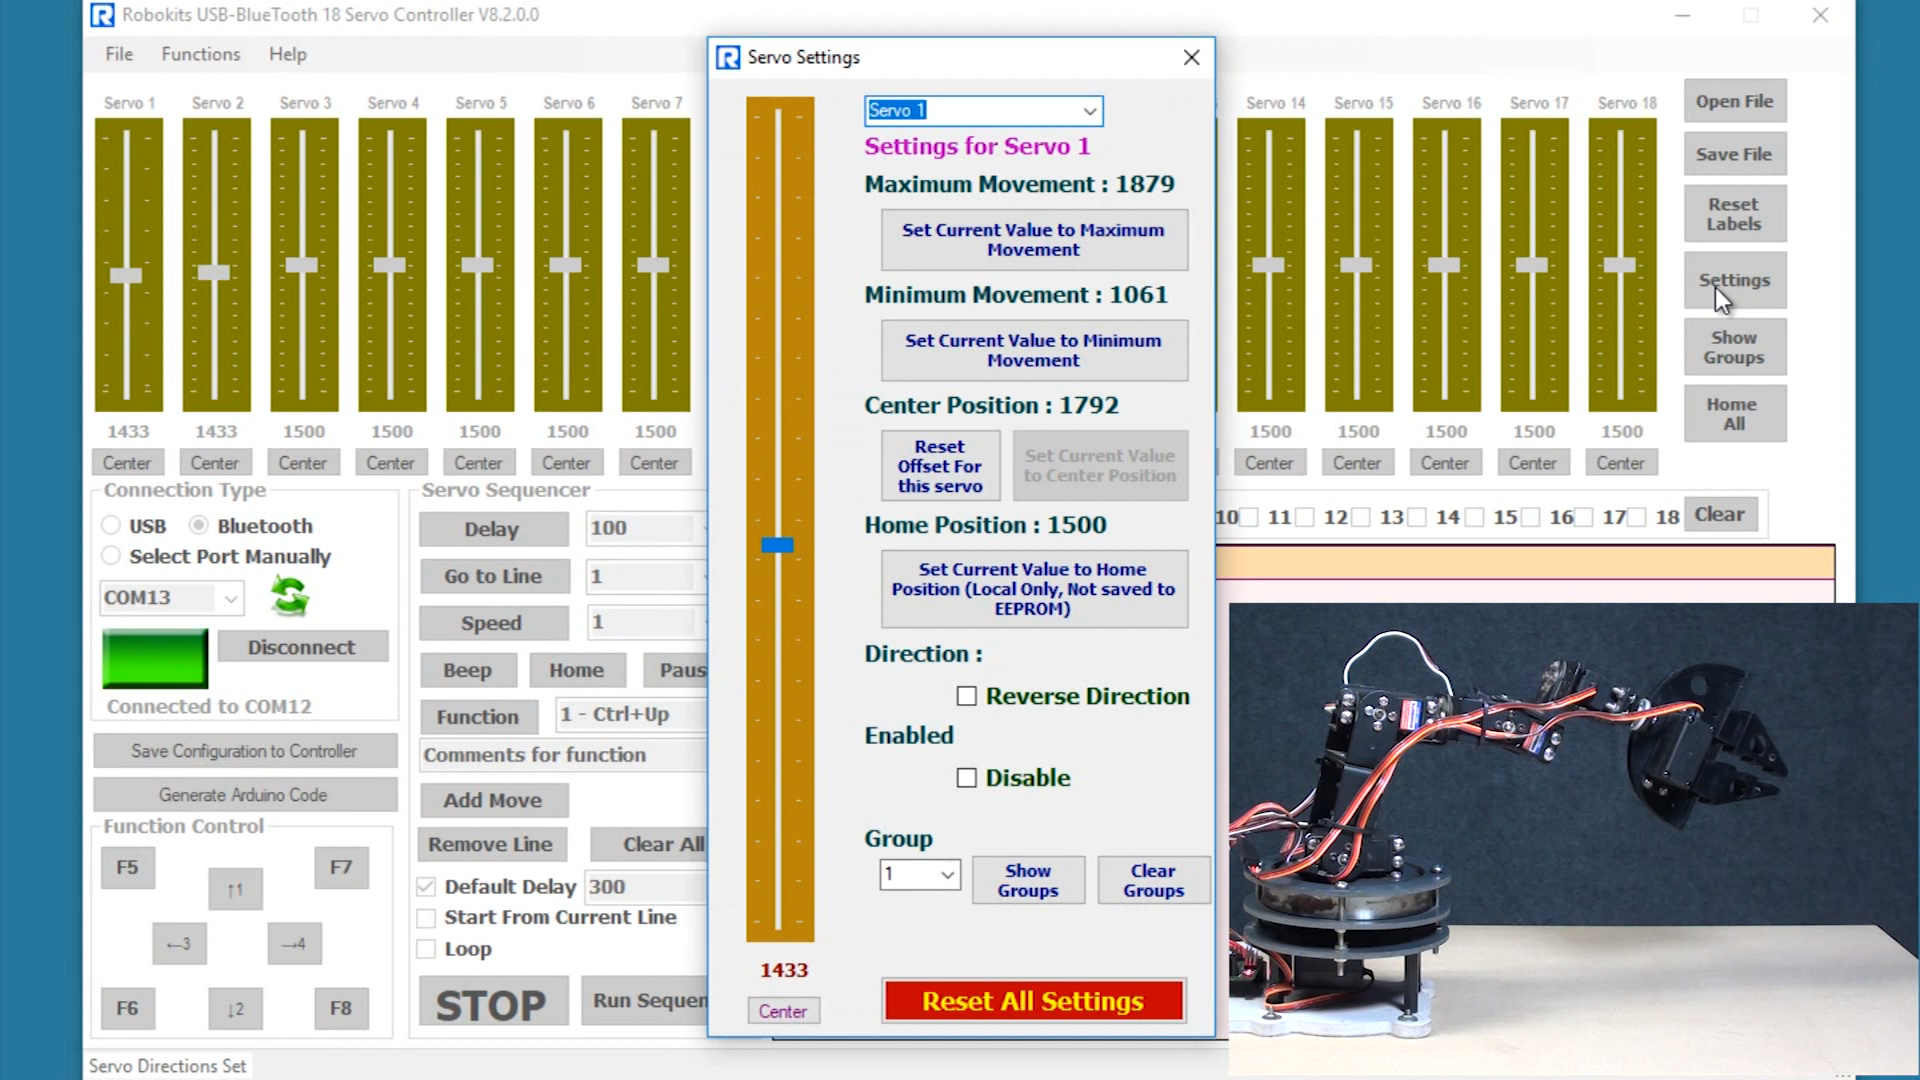 Robokits USB-BlueTooth 18 Servo Controller V8.2.0.0
File Functions Help
Servo 1 Servo 2 Servo 3 Servo 4 Servo 5 Servo 6 Servo 7
1433 1433 1500 1500 1500 1500 1500
Center Center Center Center Center Center Center
Connection Type
USB Bluetooth
Select Port Manually
COM13
Disconnect
Connected to COM12
Save Configuration to Controller
Generate Arduino Code
Function Control
F5 ↑1 F7
←3 →4
F6 ↓2 F8
Servo Directions Set
Servo Sequencer
Delay 100
Go to Line 1
Speed 1
Beep Home Paus
Function 1 - Ctrl+Up
Comments for function
Add Move
Remove Line Clear All
Default Delay 300
Start From Current Line
Loop
STOP Run Sequen
Servo Settings
Servo 1
Settings for Servo 1
Maximum Movement : 1879
Set Current Value to Maximum
Movement
Minimum Movement : 1061
Set Current Value to Minimum
Movement
Center Position : 1792
Reset
Offset For
this servo
Set Current Value
to Center Position
Home Position : 1500
Set Current Value to Home
Position (Local Only, Not saved to
EEPROM)
Direction :
Reverse Direction
Enabled
Disable
Group
1
Show
Groups
Clear
Groups
1433
Center
Reset All Settings
Servo 14 Servo 15 Servo 16 Servo 17 Servo 18
1500 1500 1500 1500 1500
Center Center Center Center Center
10 11 12 13 14 15 16 17 18 Clear
Open File
Save File
Reset
Labels
Settings
Show
Groups
Home
All